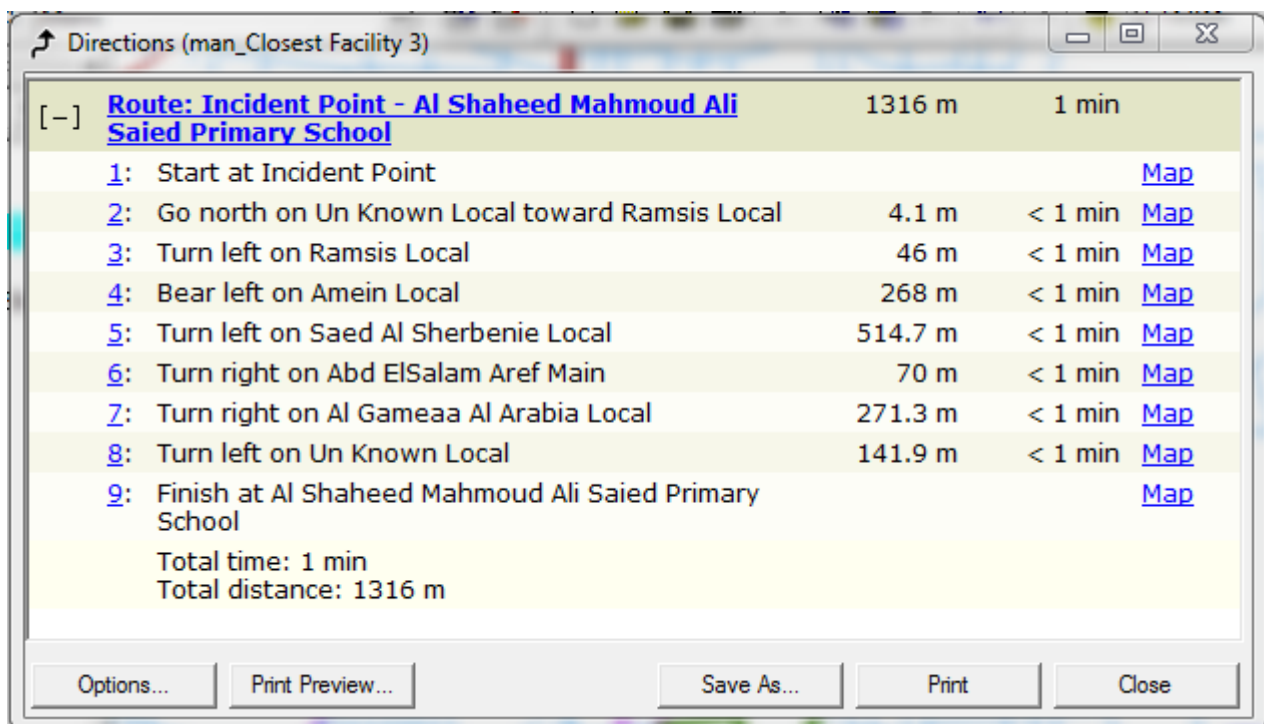 Directions (man_Closest Facility 3)
[−] Route: Incident Point - Al Shaheed Mahmoud Ali 1316 m 1 min
Saied Primary School
1: Start at Incident Point Map
2: Go north on Un Known Local toward Ramsis Local 4.1 m < 1 min Map
3: Turn left on Ramsis Local 46 m < 1 min Map
4: Bear left on Amein Local 268 m < 1 min Map
5: Turn left on Saed Al Sherbenie Local 514.7 m < 1 min Map
6: Turn right on Abd ElSalam Aref Main 70 m < 1 min Map
7: Turn right on Al Gameaa Al Arabia Local 271.3 m < 1 min Map
8: Turn left on Un Known Local 141.9 m < 1 min Map
9: Finish at Al Shaheed Mahmoud Ali Saied Primary Map
School
Total time: 1 min
Total distance: 1316 m
Options... Print Preview... Save As... Print Close